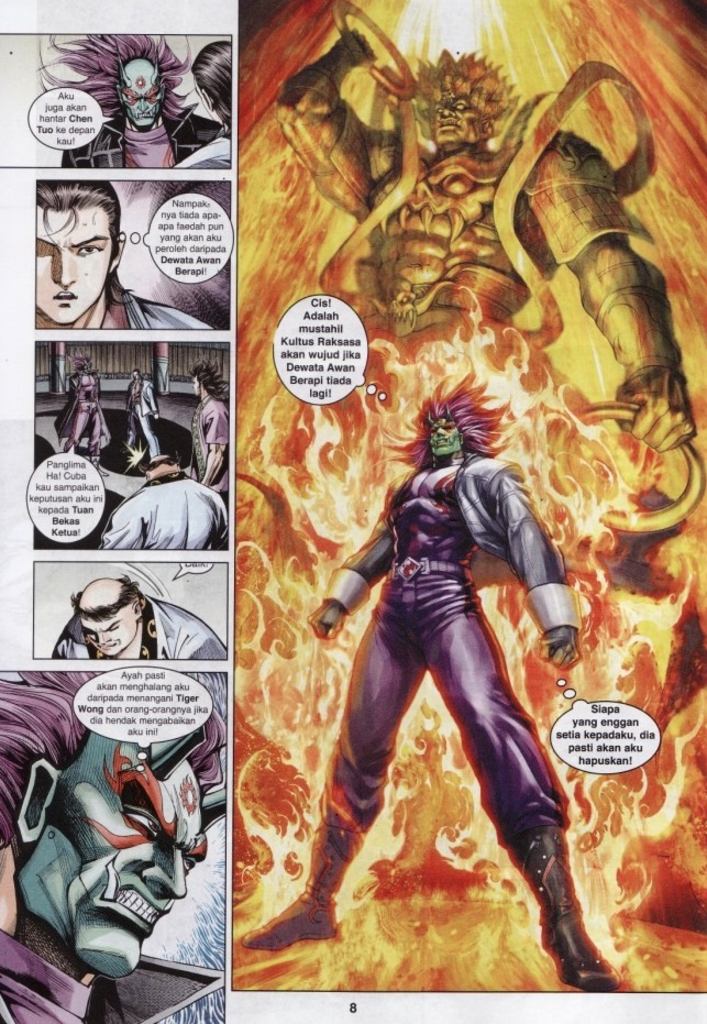 Aku
juga akan
hantar Chen
Tuo ke depan
kau!
Nampak-
nya tiada apa-
apa faedah pun
yang akan aku
peroleh daripada
Dewata Awan
Berapi!
Panglima
Ha! Cuba
kau sampaikan
keputusan aku ini
kepada Tuan
Bekas
Ketua!
Baik!
Ayah pasti
akan menghalang aku
daripada menangani Tiger
Wong dan orang-orangnya jika
dia hendak mengabaikan
aku ini!
Cis!
Adalah
mustahil
Kultus Raksasa
akan wujud jika
Dewata Awan
Berapi tiada
lagi!
Siapa
yang enggan
setia kepadaku, dia
pasti akan aku
hapuskan!
8